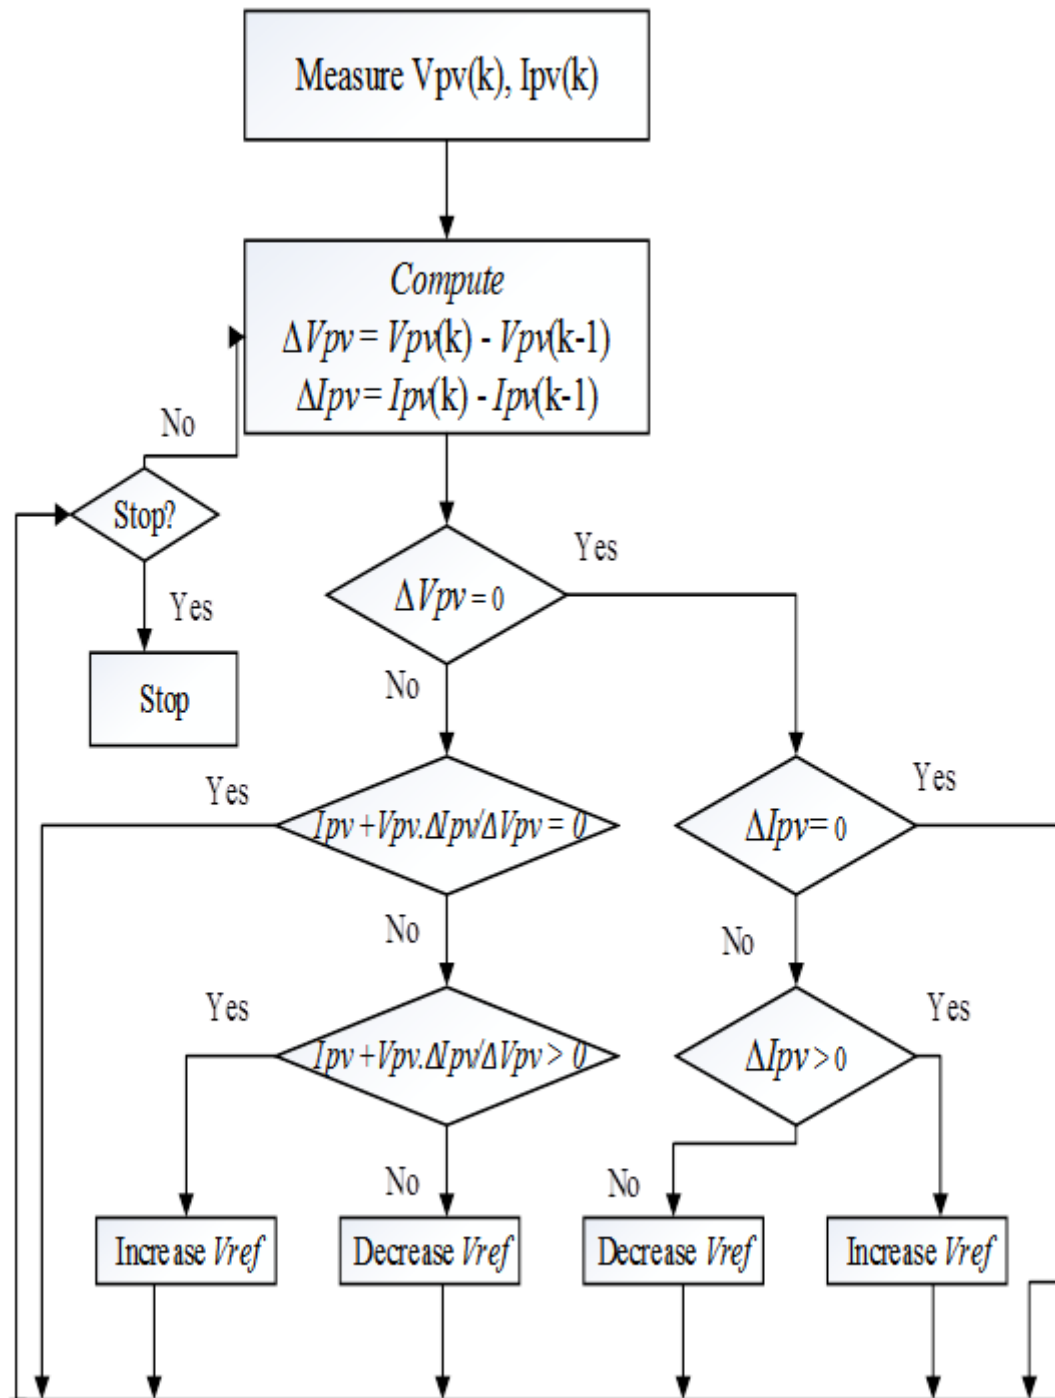 Measure Vpv(k), Ipv(k)
Compute
ΔVpv = Vpv(k) - Vpv(k-1)
ΔIpv = Ipv(k) - Ipv(k-1)
No
Stop?
Yes
Stop
ΔVpv = 0
Yes
No
Yes
Ipv +Vpv.ΔIpv/ΔVpv = 0
No
ΔIpv = 0
Yes
No
Yes
Ipv +Vpv.ΔIpv/ΔVpv > 0
No
ΔIpv > 0
Yes
No
Increase Vref
Decrease Vref
Decrease Vref
Increase Vref